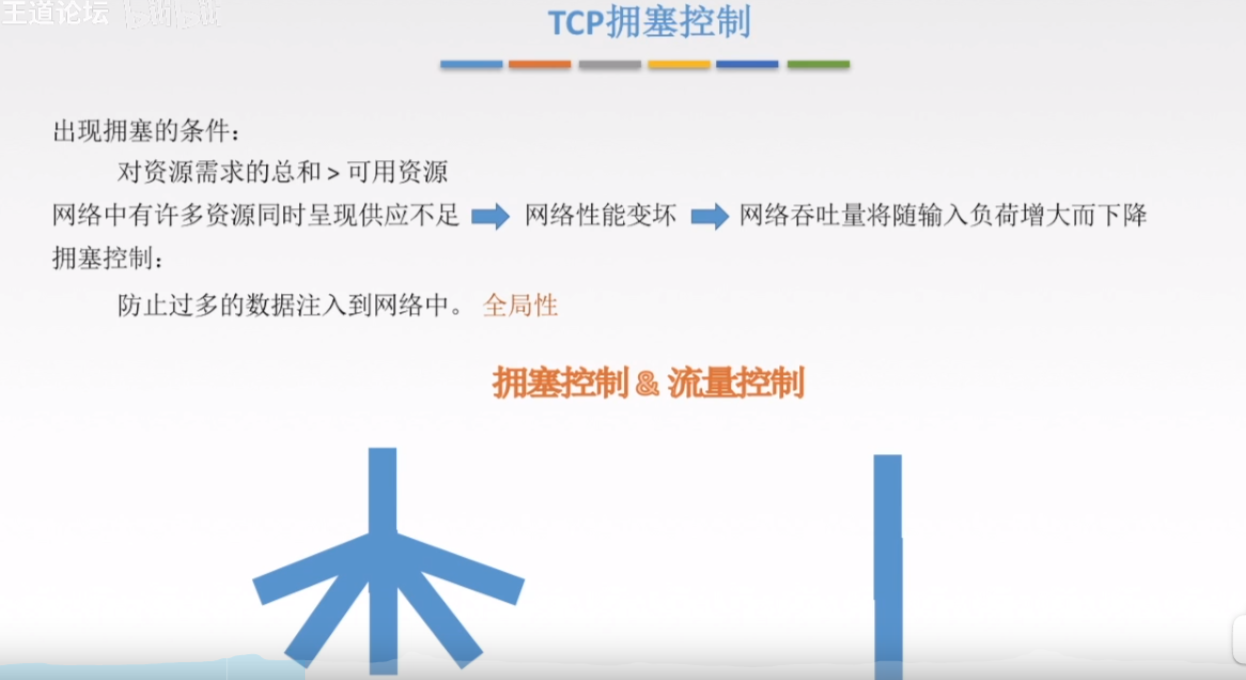 王道论坛 bilibili
TCP拥塞控制
出现拥塞的条件：
对资源需求的总和 > 可用资源
网络中有许多资源同时呈现供应不足 网络性能变坏 网络吞吐量将随输入负荷增大而下降
拥塞控制：
防止过多的数据注入到网络中。 全局性
拥塞控制 & 流量控制